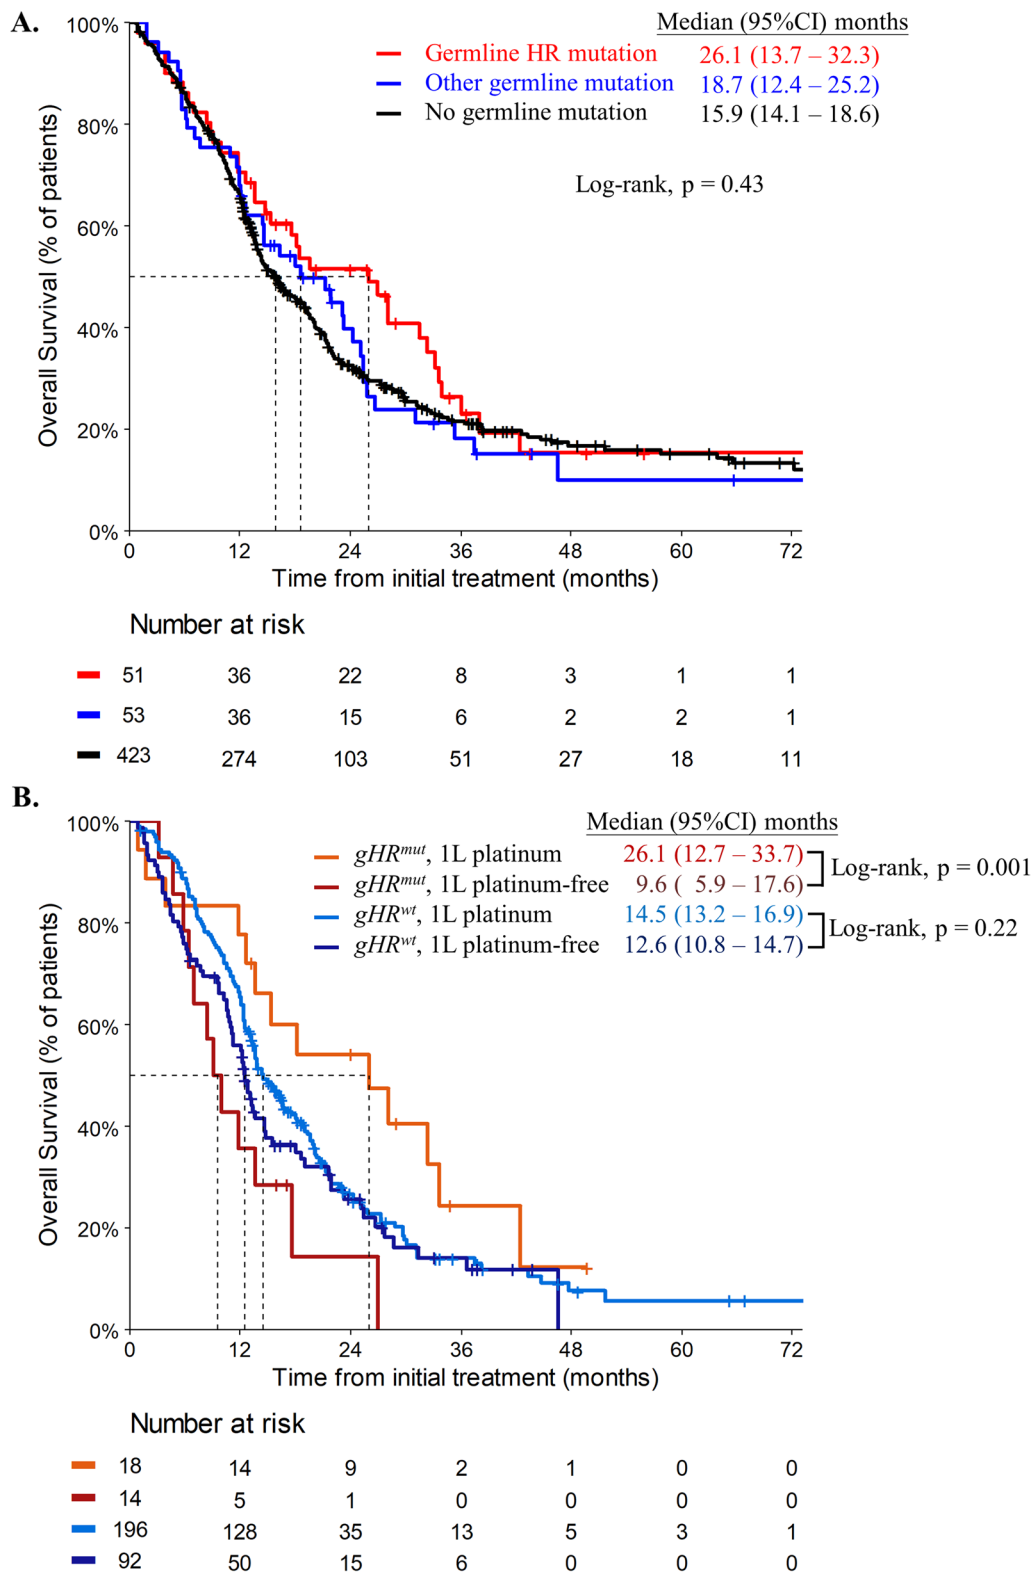 A.
Median (95%CI) months
Germline HR mutation 26.1 (13.7 – 32.3)
Other germline mutation 18.7 (12.4 – 25.2)
No germline mutation 15.9 (14.1 – 18.6)
Log-rank, p = 0.43
Overall Survival (% of patients)
100%
80%
60%
40%
20%
0%
0 12 24 36 48 60 72
Time from initial treatment (months)
Number at risk
51 36 22 8 3 1 1
53 36 15 6 2 2 1
423 274 103 51 27 18 11
B.
Median (95%CI) months
gHRmut, 1L platinum 26.1 (12.7 – 33.7)
gHRmut, 1L platinum-free 9.6 ( 5.9 – 17.6)
Log-rank, p = 0.001
gHRwt, 1L platinum 14.5 (13.2 – 16.9)
gHRwt, 1L platinum-free 12.6 (10.8 – 14.7)
Log-rank, p = 0.22
Overall Survival (% of patients)
100%
80%
60%
40%
20%
0%
0 12 24 36 48 60 72
Time from initial treatment (months)
Number at risk
18 14 9 2 1 0 0
14 5 1 0 0 0 0
196 128 35 13 5 3 1
92 50 15 6 0 0 0